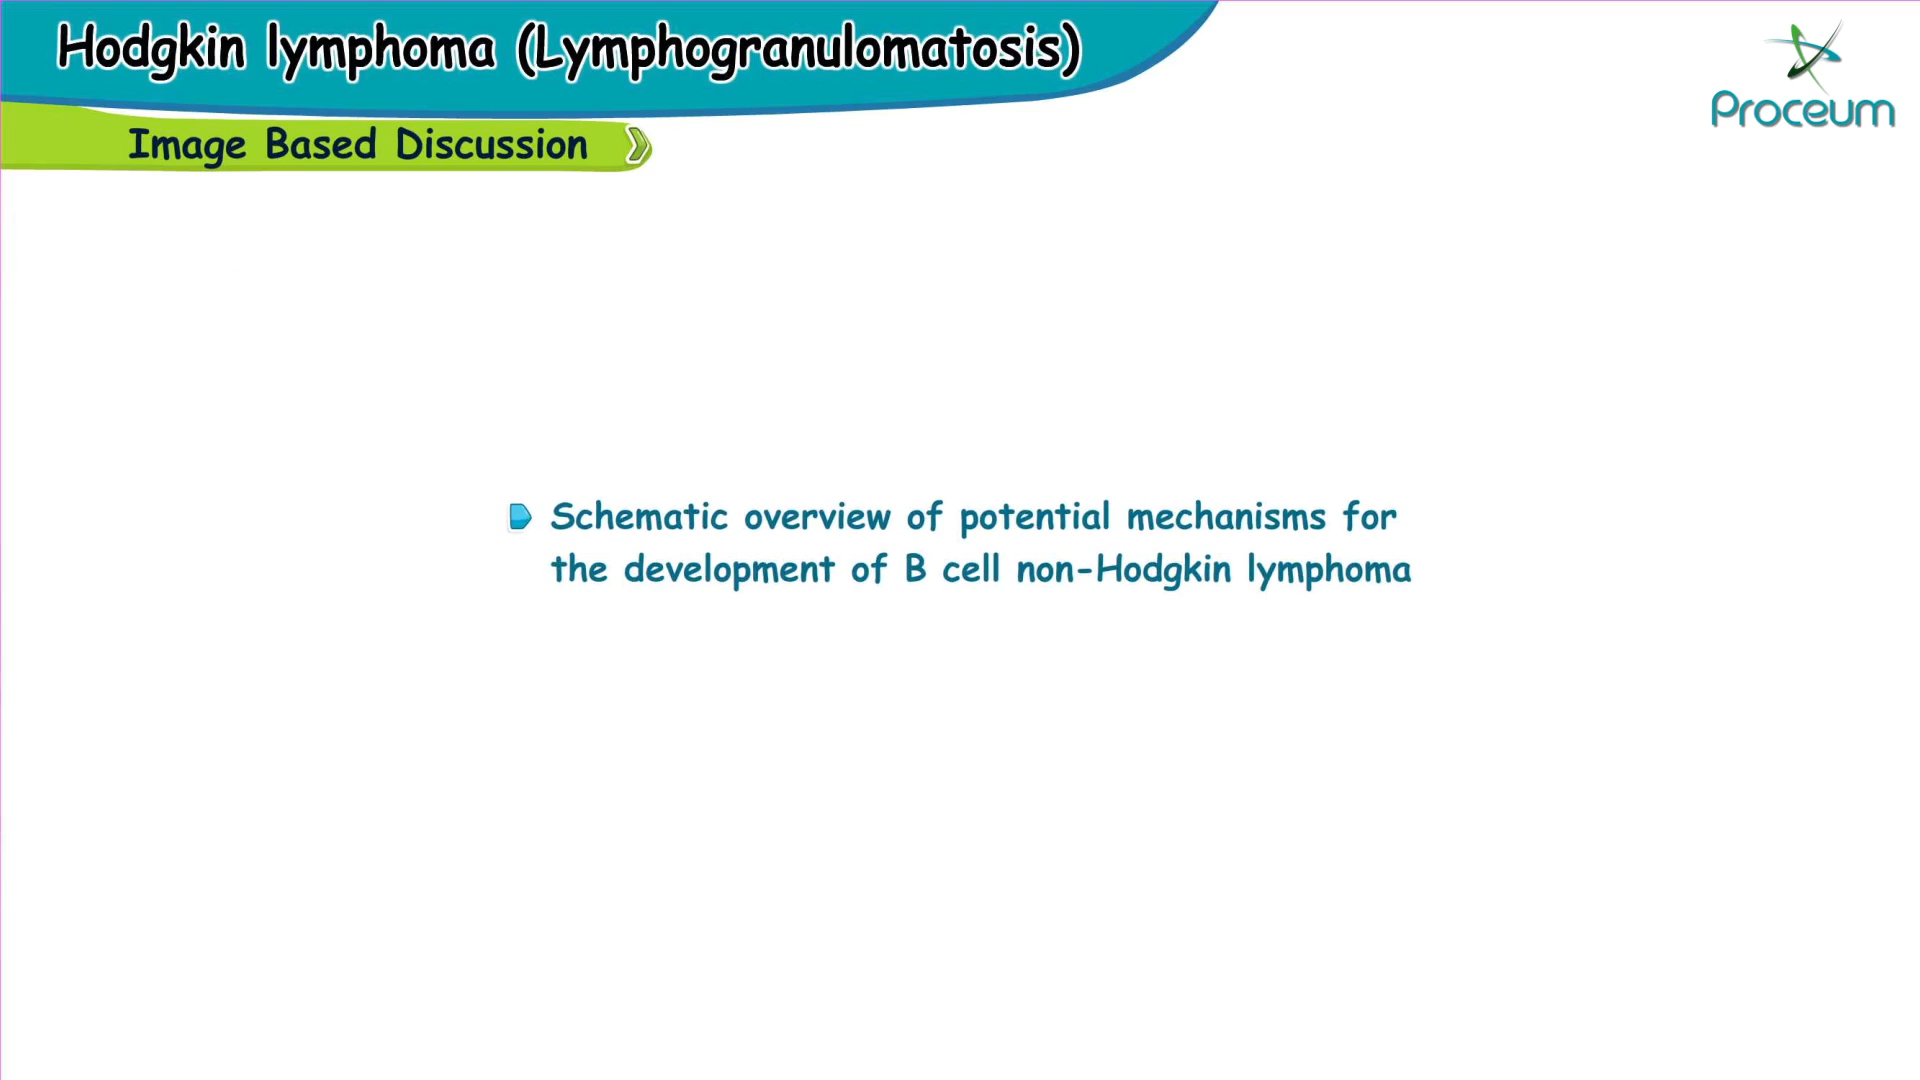 Hodgkin lymphoma (Lymphogranulomatosis)
Proceum
Image Based Discussion
Schematic overview of potential mechanisms for
the development of B cell non-Hodgkin lymphoma